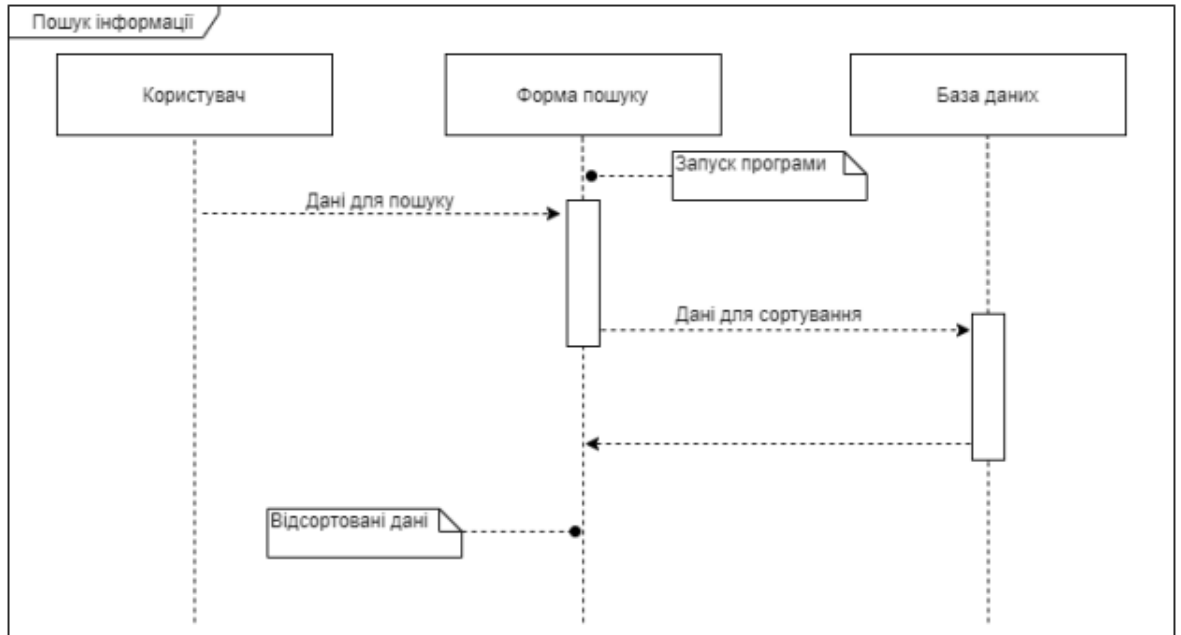 Пошук інформації
Користувач
Форма пошуку
База даних
Запуск програми
Дані для пошуку
Дані для сортування
Відсортовані дані